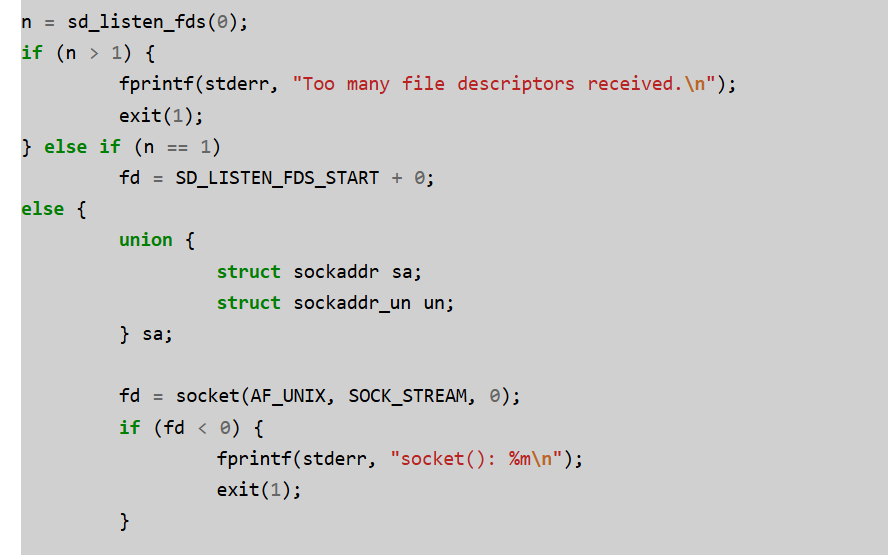 n = sd_listen_fds(0);
if (n > 1) {
        fprintf(stderr, "Too many file descriptors received.\n");
        exit(1);
} else if (n == 1)
        fd = SD_LISTEN_FDS_START + 0;
else {
        union {
                struct sockaddr sa;
                struct sockaddr_un un;
        } sa;

        fd = socket(AF_UNIX, SOCK_STREAM, 0);
        if (fd < 0) {
                fprintf(stderr, "socket(): %m\n");
                exit(1);
        }